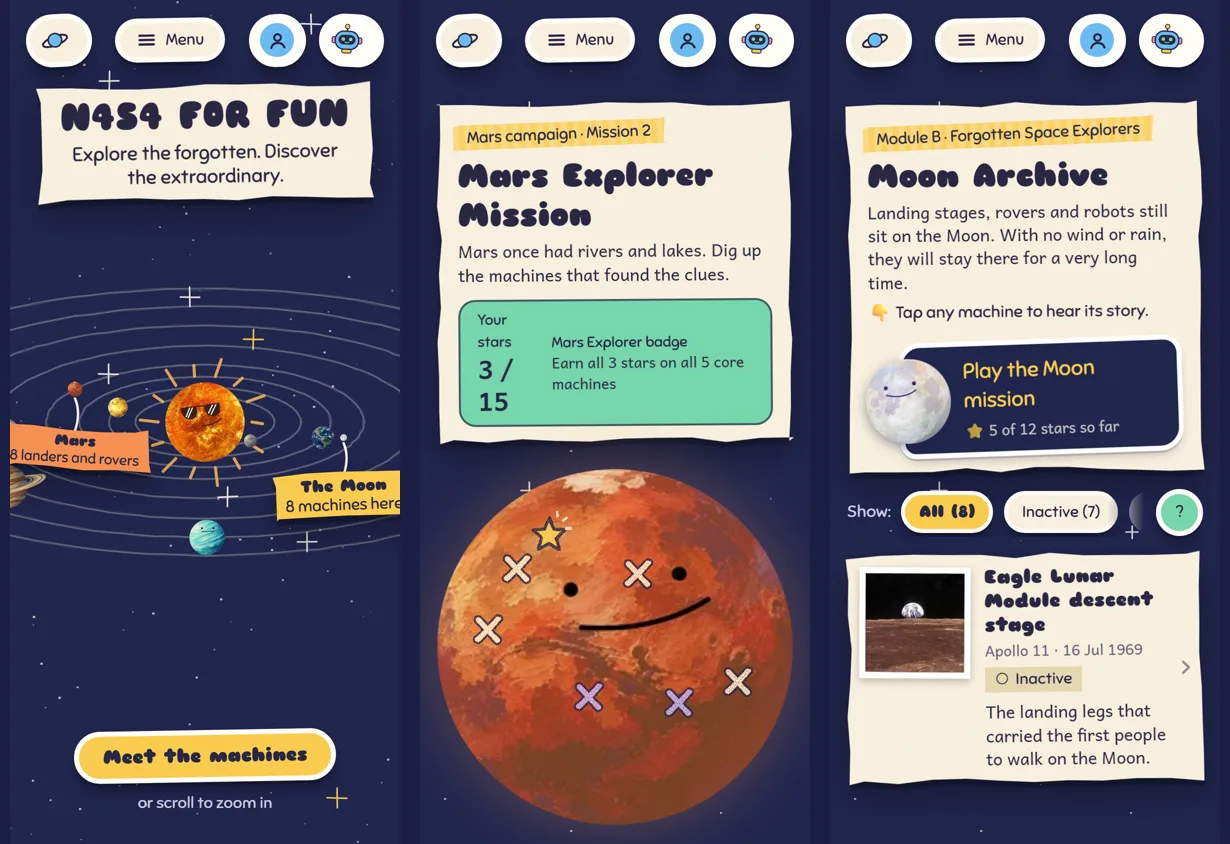 Menu
N4S4 FOR FUN
Explore the forgotten. Discover
the extraordinary.
Mars
8 landers and rovers
The Moon
8 machines here
Meet the machines
or scroll to zoom in
Menu
Mars campaign · Mission 2
Mars Explorer
Mission
Mars once had rivers and lakes. Dig up
the machines that found the clues.
Your
stars
3 /
15
Mars Explorer badge
Earn all 3 stars on all 5 core
machines
Menu
Module B · Forgotten Space Explorers
Moon Archive
Landing stages, rovers and robots still
sit on the Moon. With no wind or rain,
they will stay there for a very long
time.
Tap any machine to hear its story.
Play the Moon
mission
5 of 12 stars so far
Show: All (8) Inactive (7) ?
Eagle Lunar
Module descent
stage
Apollo 11 · 16 Jul 1969
Inactive
The landing legs that
carried the first people
to walk on the Moon.